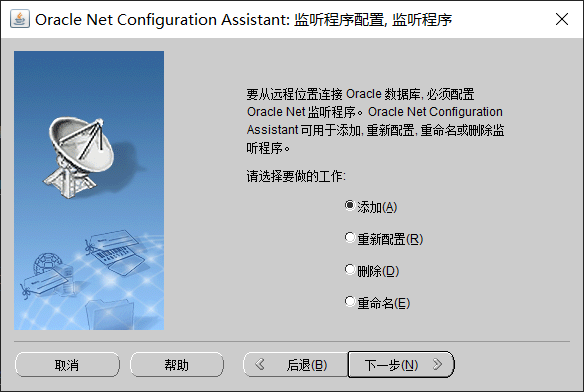 Oracle Net Configuration Assistant: 监听程序配置, 监听程序
要从远程位置连接 Oracle 数据库, 必须配置
Oracle Net 监听程序。Oracle Net Configuration
Assistant 可用于添加, 重新配置, 重命名或删除监
听程序。
请选择要做的工作:
添加(A)
重新配置(R)
删除(D)
重命名(E)
取消
帮助
后退(B)
下一步(N)